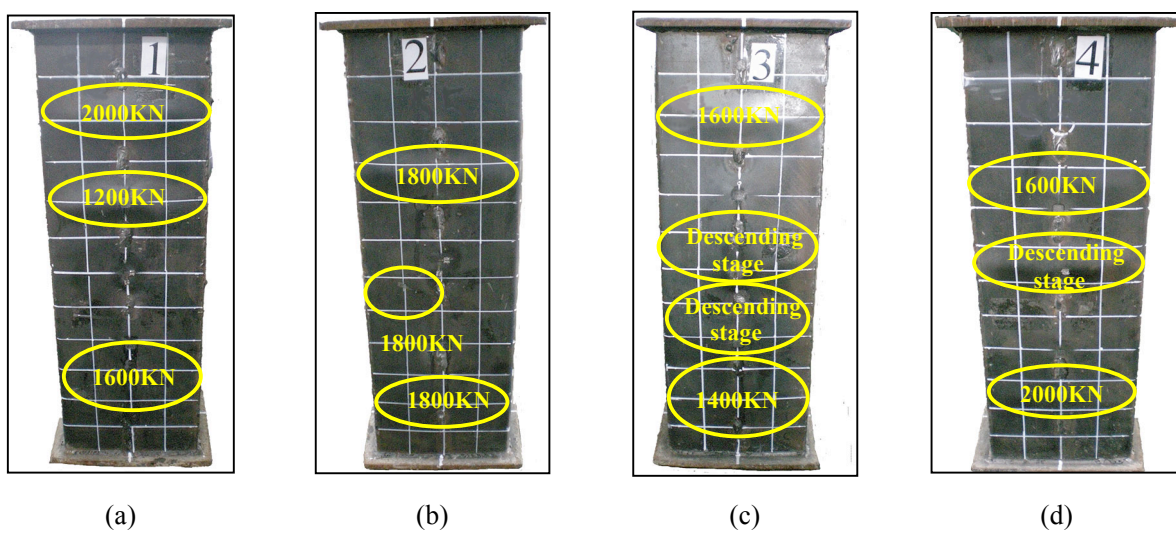 1
2000KN
1200KN
1600KN
(a)
2
1800KN
1800KN
1800KN
(b)
3
1600KN
Descending
stage
Descending
stage
1400KN
(c)
4
1600KN
Descending
stage
2000KN
(d)